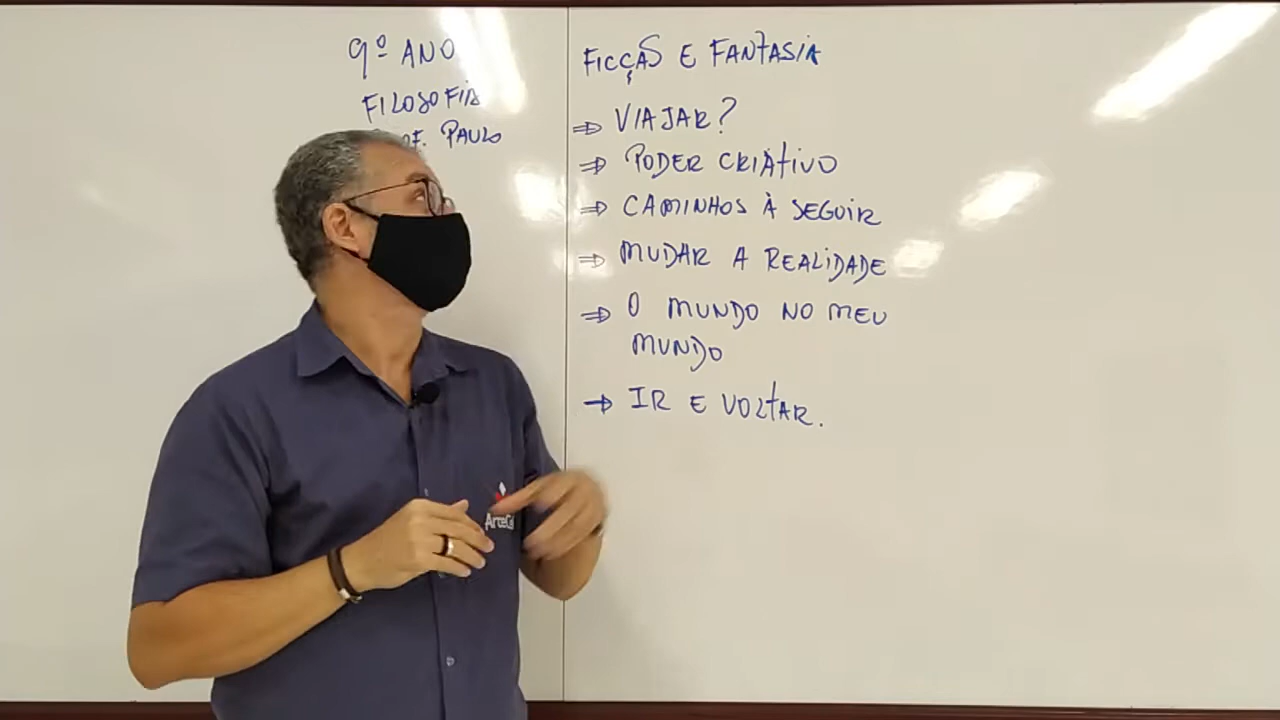 9º ANO
FILOSOFIA
PAULO
FICÇÃO E FANTASIA
⇒ VIAJAR?
⇒ PODER CRIATIVO
⇒ CAMINHOS À SEGUIR
⇒ MUDAR A REALIDADE
⇒ O MUNDO NO MEU
MUNDO
⇒ IR E VOLTAR.